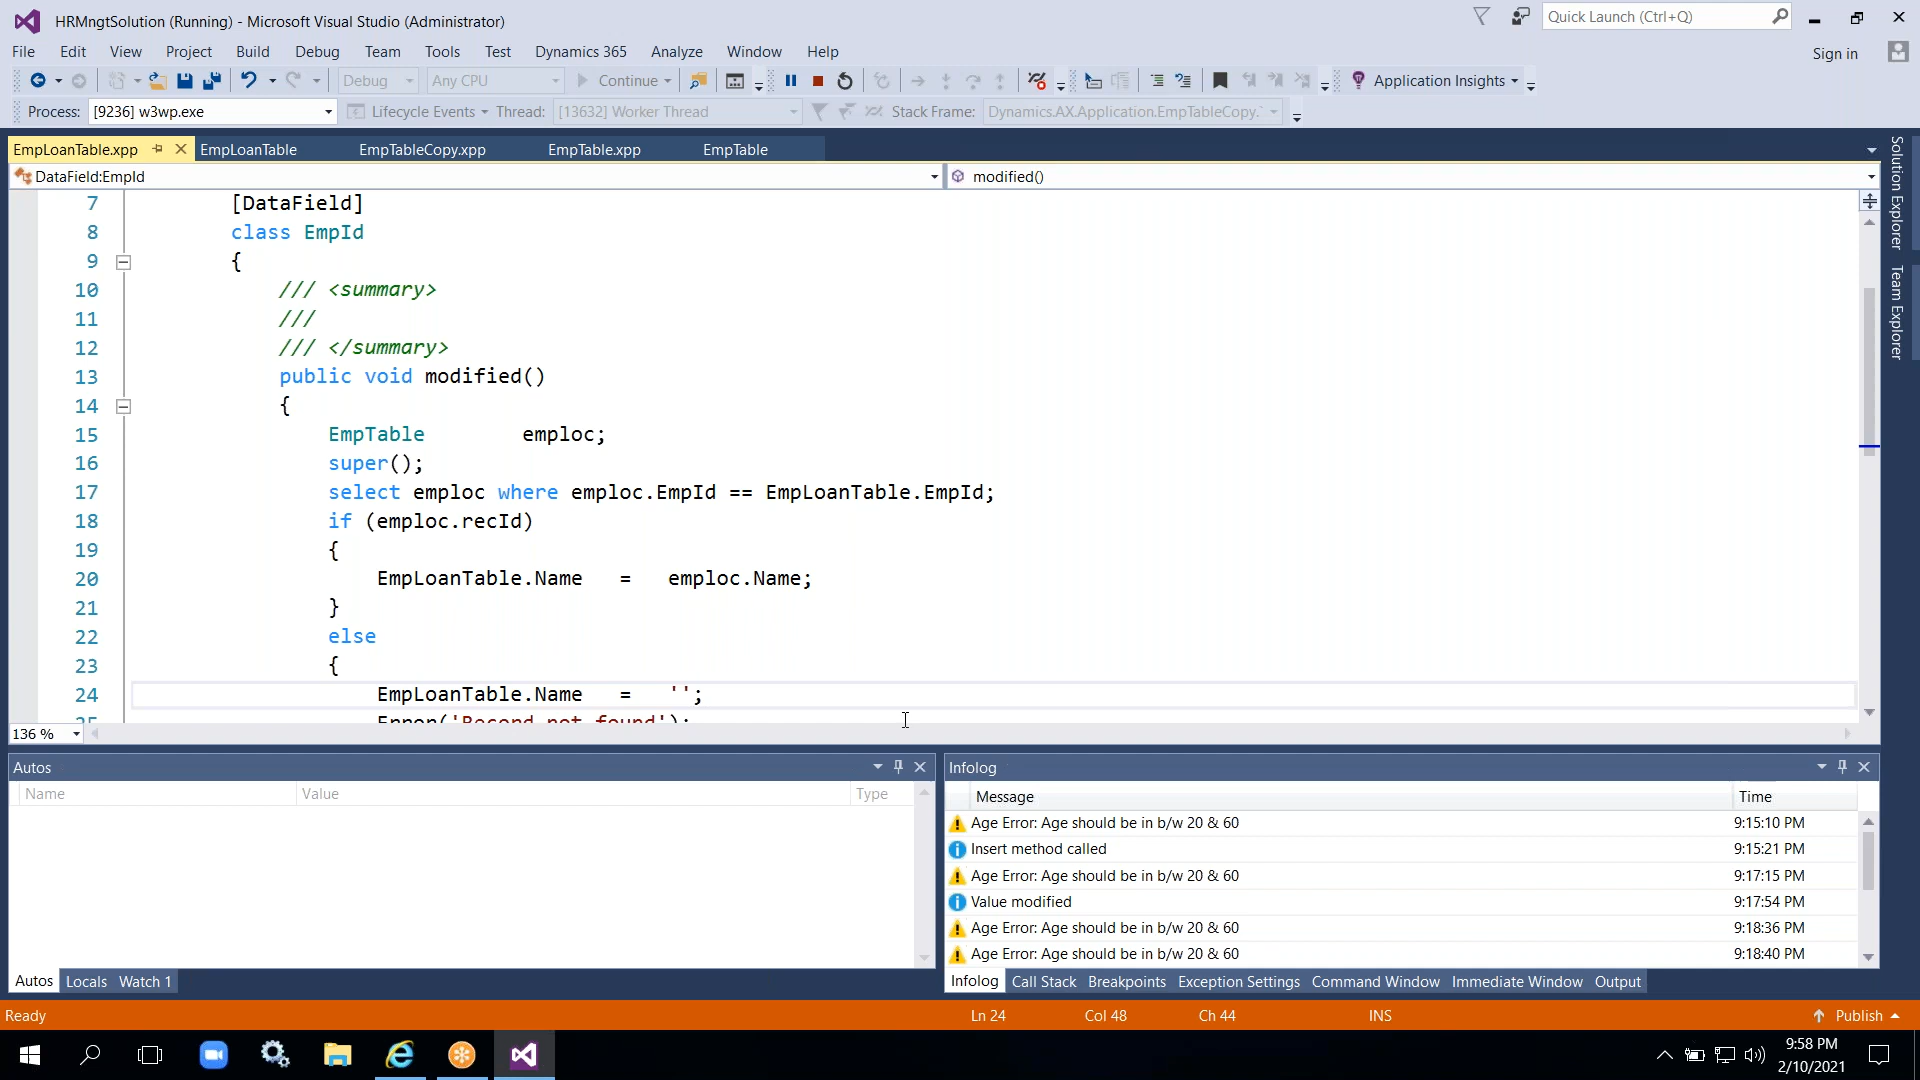 HRMngtSolution (Running) - Microsoft Visual Studio (Administrator)
Quick Launch (Ctrl+Q)
File Edit View Project Build Debug Team Tools Test Dynamics 365 Analyze Window Help
Sign in
Debug Any CPU Continue Application Insights
Process: [9236] w3wp.exe Lifecycle Events Thread: [13632] Worker Thread Stack Frame: Dynamics.AX.Application.EmpTableCopy.`
EmpLoanTable.xpp EmpLoanTable EmpTableCopy.xpp EmpTable.xpp EmpTable
DataField:EmpId modified()
Solution Explorer
Team Explorer
7 [DataField]
8 class EmpId
9 {
10 /// <summary>
11 ///
12 /// </summary>
13 public void modified()
14 {
15 EmpTable emploc;
16 super();
17 select emploc where emploc.EmpId == EmpLoanTable.EmpId;
18 if (emploc.recId)
19 {
20 EmpLoanTable.Name = emploc.Name;
21 }
22 else
23 {
24 EmpLoanTable.Name = '';
25 Error('Record not found');
136 %
Autos
Name Value Type
Autos Locals Watch 1
Infolog
Message Time
Age Error: Age should be in b/w 20 & 60 9:15:10 PM
Insert method called 9:15:21 PM
Age Error: Age should be in b/w 20 & 60 9:17:15 PM
Value modified 9:17:54 PM
Age Error: Age should be in b/w 20 & 60 9:18:36 PM
Age Error: Age should be in b/w 20 & 60 9:18:40 PM
Infolog Call Stack Breakpoints Exception Settings Command Window Immediate Window Output
Ready Ln 24 Col 48 Ch 44 INS Publish
9:58 PM
2/10/2021